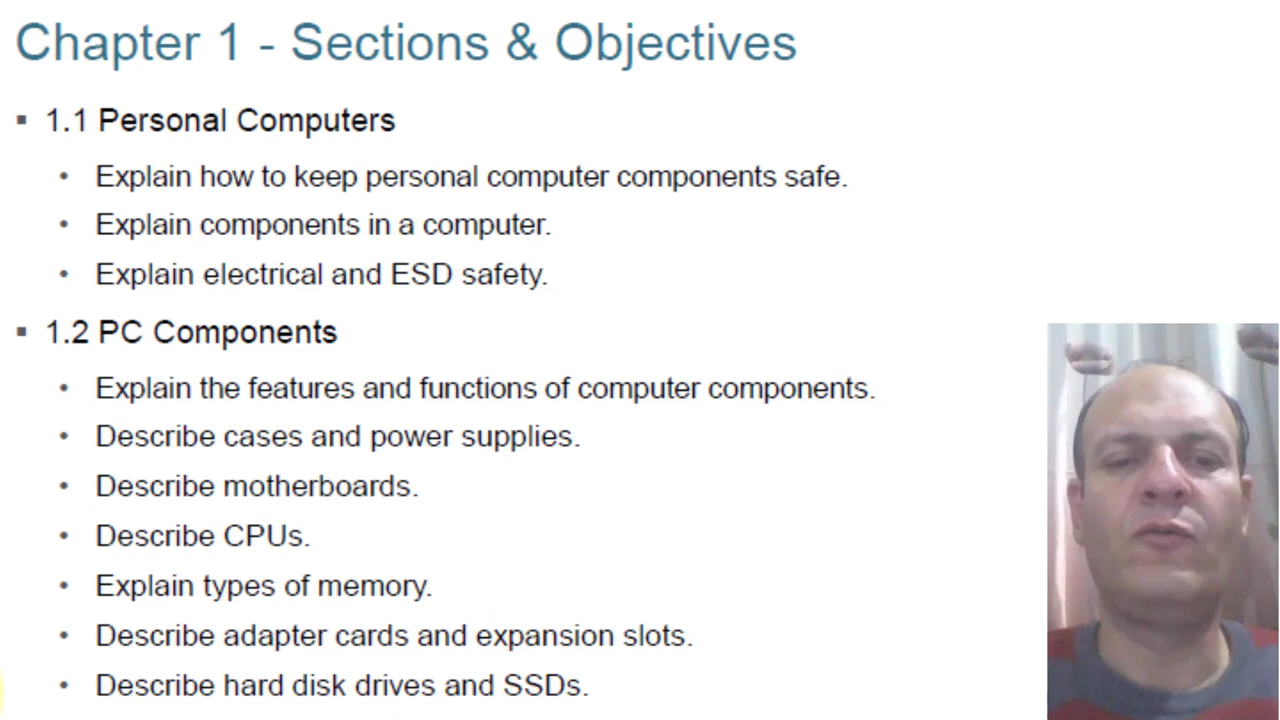 Chapter 1 - Sections & Objectives
▪ 1.1 Personal Computers
• Explain how to keep personal computer components safe.
• Explain components in a computer.
• Explain electrical and ESD safety.
▪ 1.2 PC Components
• Explain the features and functions of computer components.
• Describe cases and power supplies.
• Describe motherboards.
• Describe CPUs.
• Explain types of memory.
• Describe adapter cards and expansion slots.
• Describe hard disk drives and SSDs.